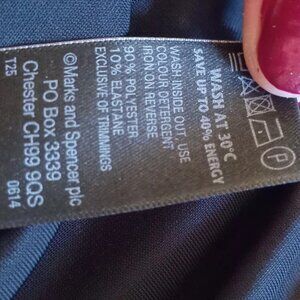 P
WASH AT 30°C
SAVE UP TO 40% ENERGY
WASH INSIDE OUT. USE
COLOUR DETERGENT
IRON ON REVERSE
90% POLYESTER
10% ELASTANE
EXCLUSIVE OF TRIMMINGS
©Marks and Spencer plc
PO Box 3339
Chester CH99 9QS
TZ5
0614